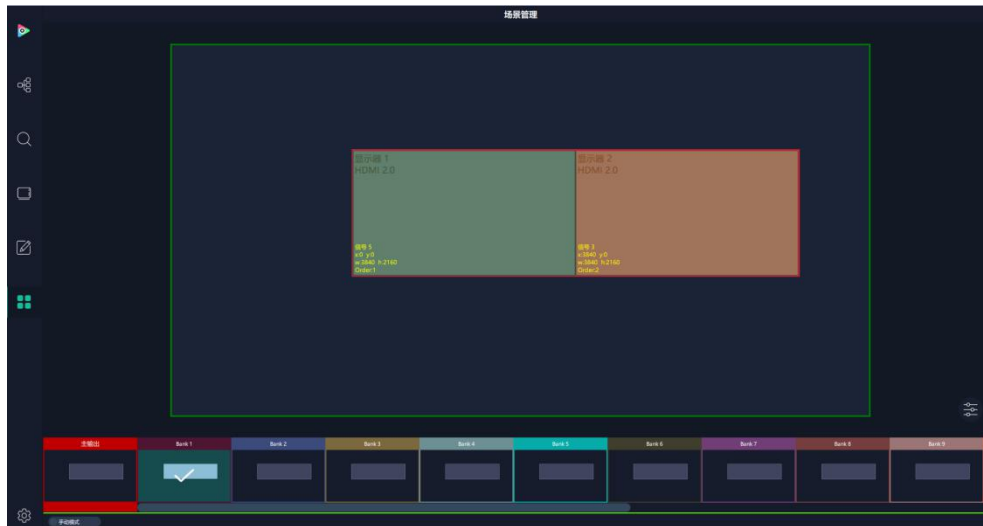 场景管理
显示器 1
HDMI 2.0
显示器 2
HDMI 2.0
信号 5
x:0 y:0
w:3840 h:2160
Order:1
信号 3
x:3840 y:0
w:3840 h:2160
Order:2
主输出
Bank 1
Bank 2
Bank 3
Bank 4
Bank 5
Bank 6
Bank 7
Bank 8
Bank 9
手动模式